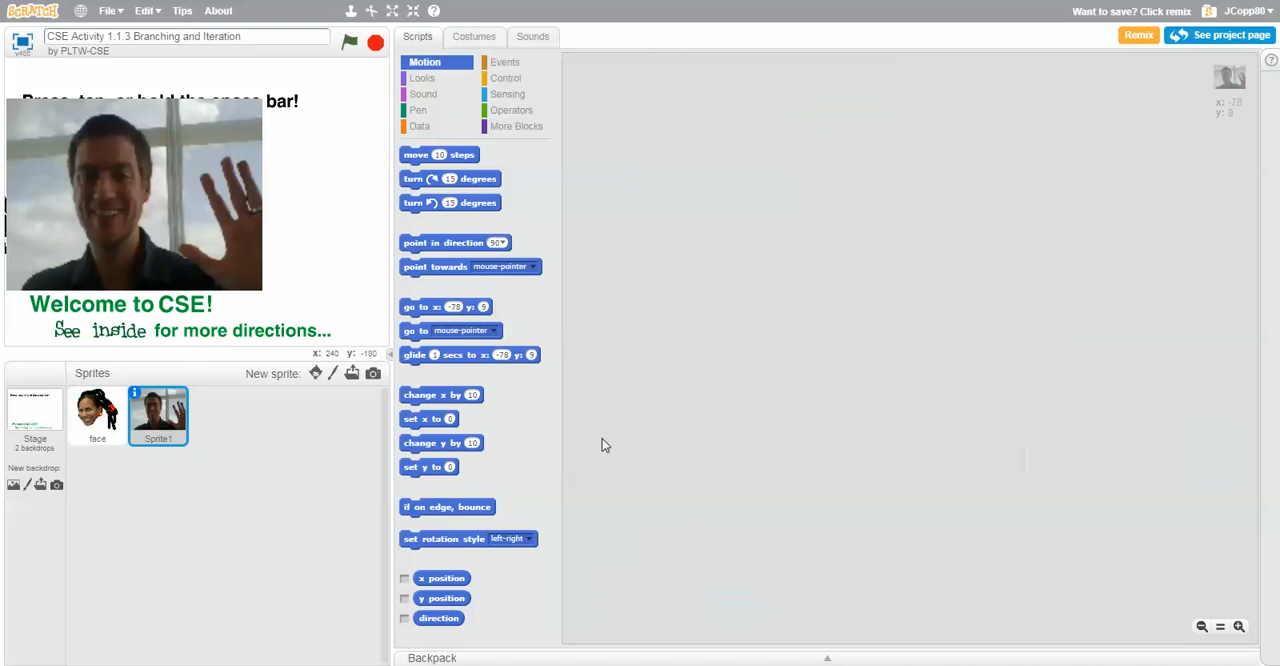 SCRATCH File▼ Edit▼ Tips About Want to save? Click remix JCopp80▼
CSE Activity 1.1.3 Branching and Iteration
by PLTW-CSE
v456
Scripts Costumes Sounds
Remix See project page
Motion Events
Looks Control
Sound Sensing
Pen Operators
Data More Blocks
x: -78
y: 9
bar!
Welcome to CSE!
See inside for more directions...
x: 240 y: -180
move 10 steps
turn 15 degrees
turn 15 degrees
point in direction 90▼
point towards mouse-pointer
go to x: -78 y: 9
go to mouse-pointer
glide 1 secs to x: -78 y: 9
change x by 10
set x to 0
change y by 10
set y to 0
if on edge, bounce
set rotation style left-right
x position
y position
direction
Sprites New sprite:
Stage
2 backdrops
New backdrop:
face
Sprite1
Backpack